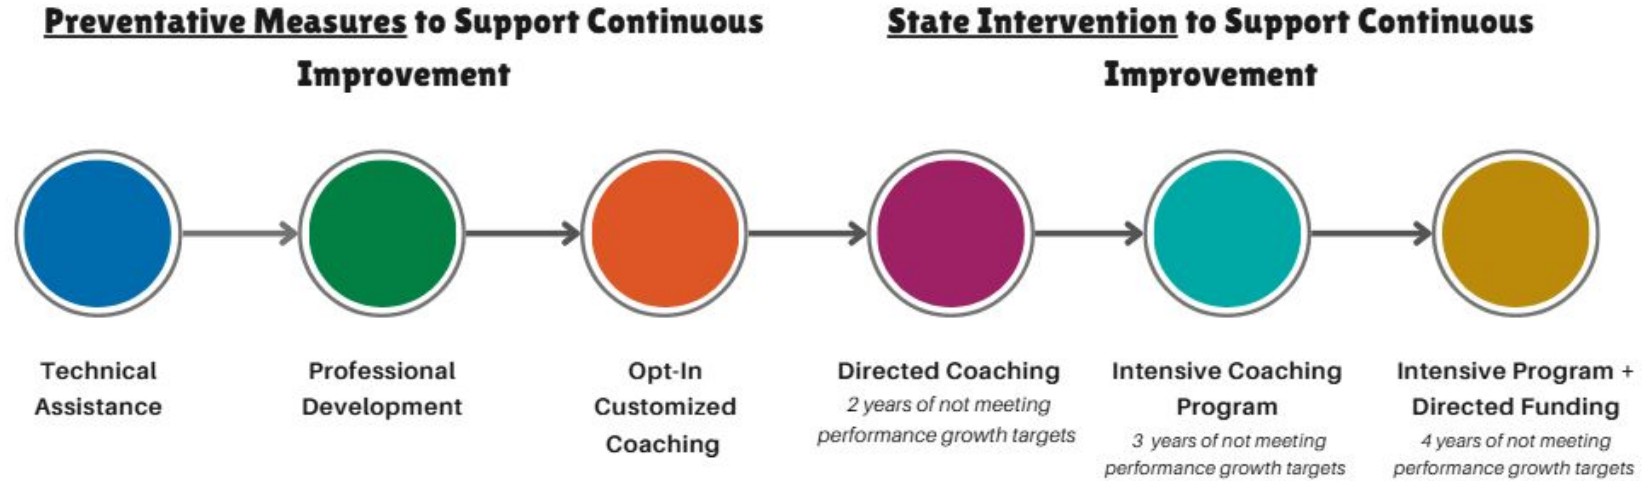 Preventative Measures to Support Continuous
Improvement
State Intervention to Support Continuous
Improvement
Technical
Assistance
Professional
Development
Opt-In
Customized
Coaching
Directed Coaching
2 years of not meeting
performance growth targets
Intensive Coaching
Program
3 years of not meeting
performance growth targets
Intensive Program +
Directed Funding
4 years of not meeting
performance growth targets